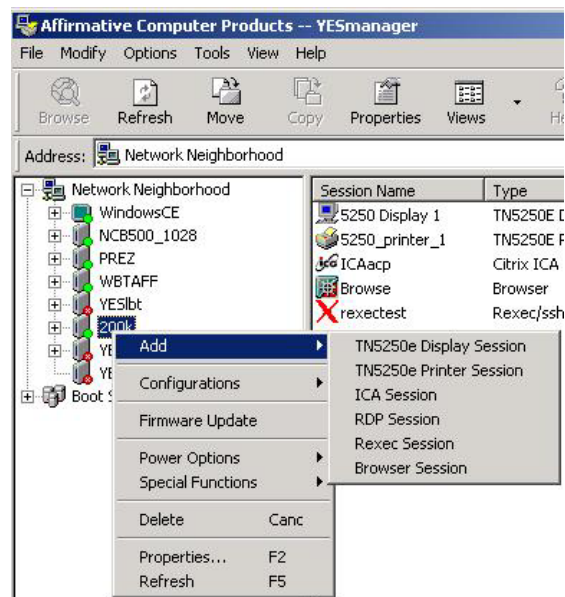 Affirmative Computer Products -- YESmanager
File Modify Options Tools View Help
Browse Refresh Move Copy Properties Views
Address: Network Neighborhood
Network Neighborhood
WindowsCE
NCB500_1028
PREZ
WBTAFF
YESlbt
200k
Session Name Type
5250 Display 1 TN5250E
5250_printer_1 TN5250E
ICAacp Citrix ICA
Browse Browser
rexectest Rexec/ssh
Add
Configurations
Firmware Update
Power Options
Special Functions
Delete Canc
Properties... F2
Refresh F5
TN5250e Display Session
TN5250e Printer Session
ICA Session
RDP Session
Rexec Session
Browser Session
Boot